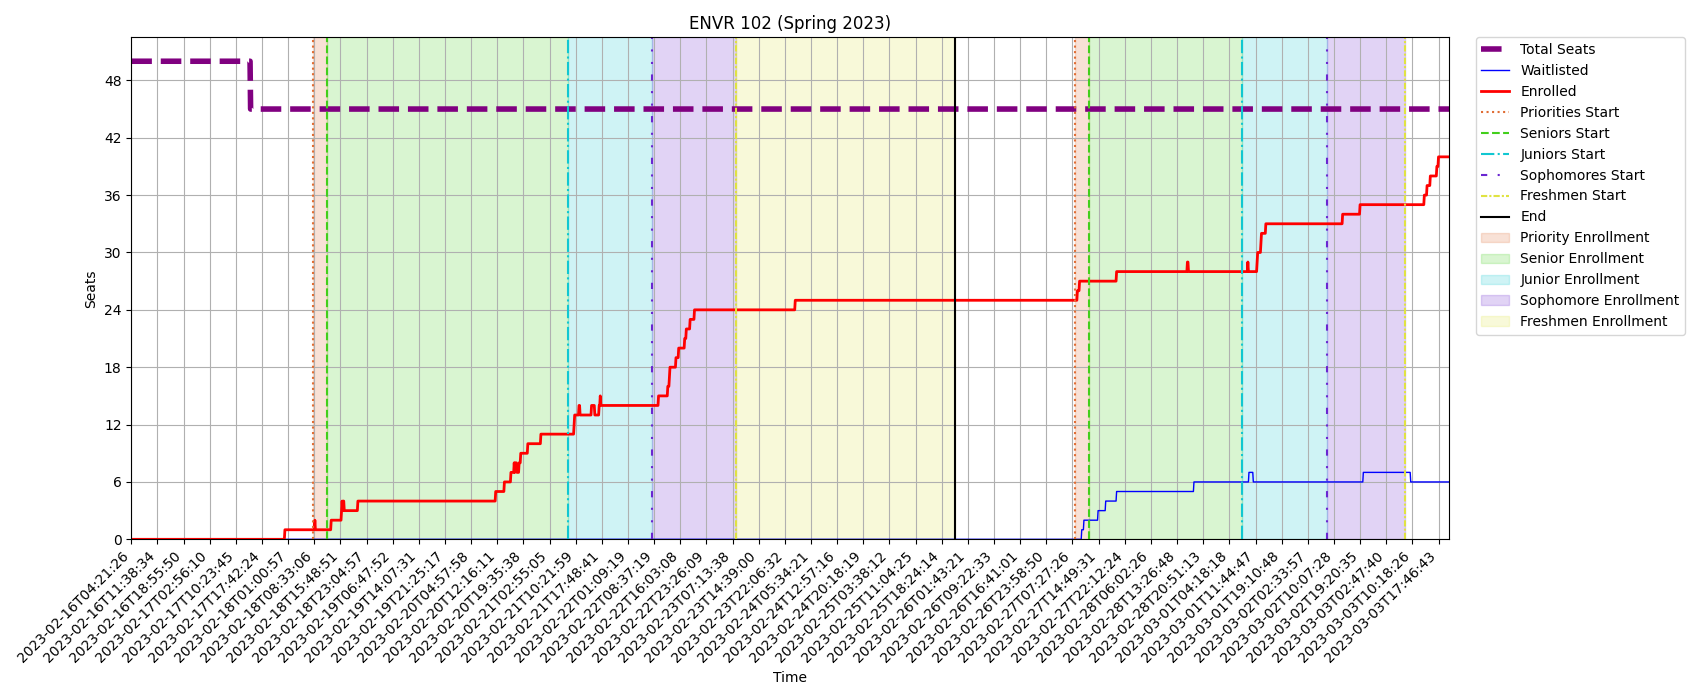 ENVR 102 (Spring 2023)
Total Seats
Waitlisted
Enrolled
Priorities Start
Seniors Start
Juniors Start
Sophomores Start
Freshmen Start
End
Priority Enrollment
Senior Enrollment
Junior Enrollment
Sophomore Enrollment
Freshmen Enrollment
Seats
48
42
36
30
24
18
12
6
0
2023-02-16T04:21:26
2023-02-16T11:38:34
2023-02-16T18:55:50
2023-02-17T02:56:10
2023-02-17T10:23:45
2023-02-17T17:42:24
2023-02-18T01:00:57
2023-02-18T08:33:06
2023-02-18T15:48:51
2023-02-18T23:04:57
2023-02-19T06:47:52
2023-02-19T14:07:31
2023-02-19T21:25:17
2023-02-20T04:57:58
2023-02-20T12:16:11
2023-02-20T19:35:38
2023-02-21T02:55:05
2023-02-21T10:21:59
2023-02-21T17:48:41
2023-02-22T01:09:19
2023-02-22T08:37:19
2023-02-22T16:03:08
2023-02-22T23:26:09
2023-02-23T07:13:38
2023-02-23T14:39:00
2023-02-23T22:06:32
2023-02-24T05:34:21
2023-02-24T12:57:16
2023-02-24T20:18:19
2023-02-25T03:38:12
2023-02-25T11:04:25
2023-02-25T18:24:14
2023-02-26T01:43:21
2023-02-26T09:22:33
2023-02-26T16:41:01
2023-02-26T23:58:50
2023-02-27T07:27:26
2023-02-27T14:49:31
2023-02-27T22:12:24
2023-02-28T06:02:26
2023-02-28T13:26:48
2023-02-28T20:51:13
2023-03-01T04:18:18
2023-03-01T11:44:47
2023-03-01T19:10:48
2023-03-02T02:33:57
2023-03-02T10:07:28
2023-03-02T19:20:35
2023-03-03T02:47:40
2023-03-03T10:18:26
2023-03-03T17:46:43
Time